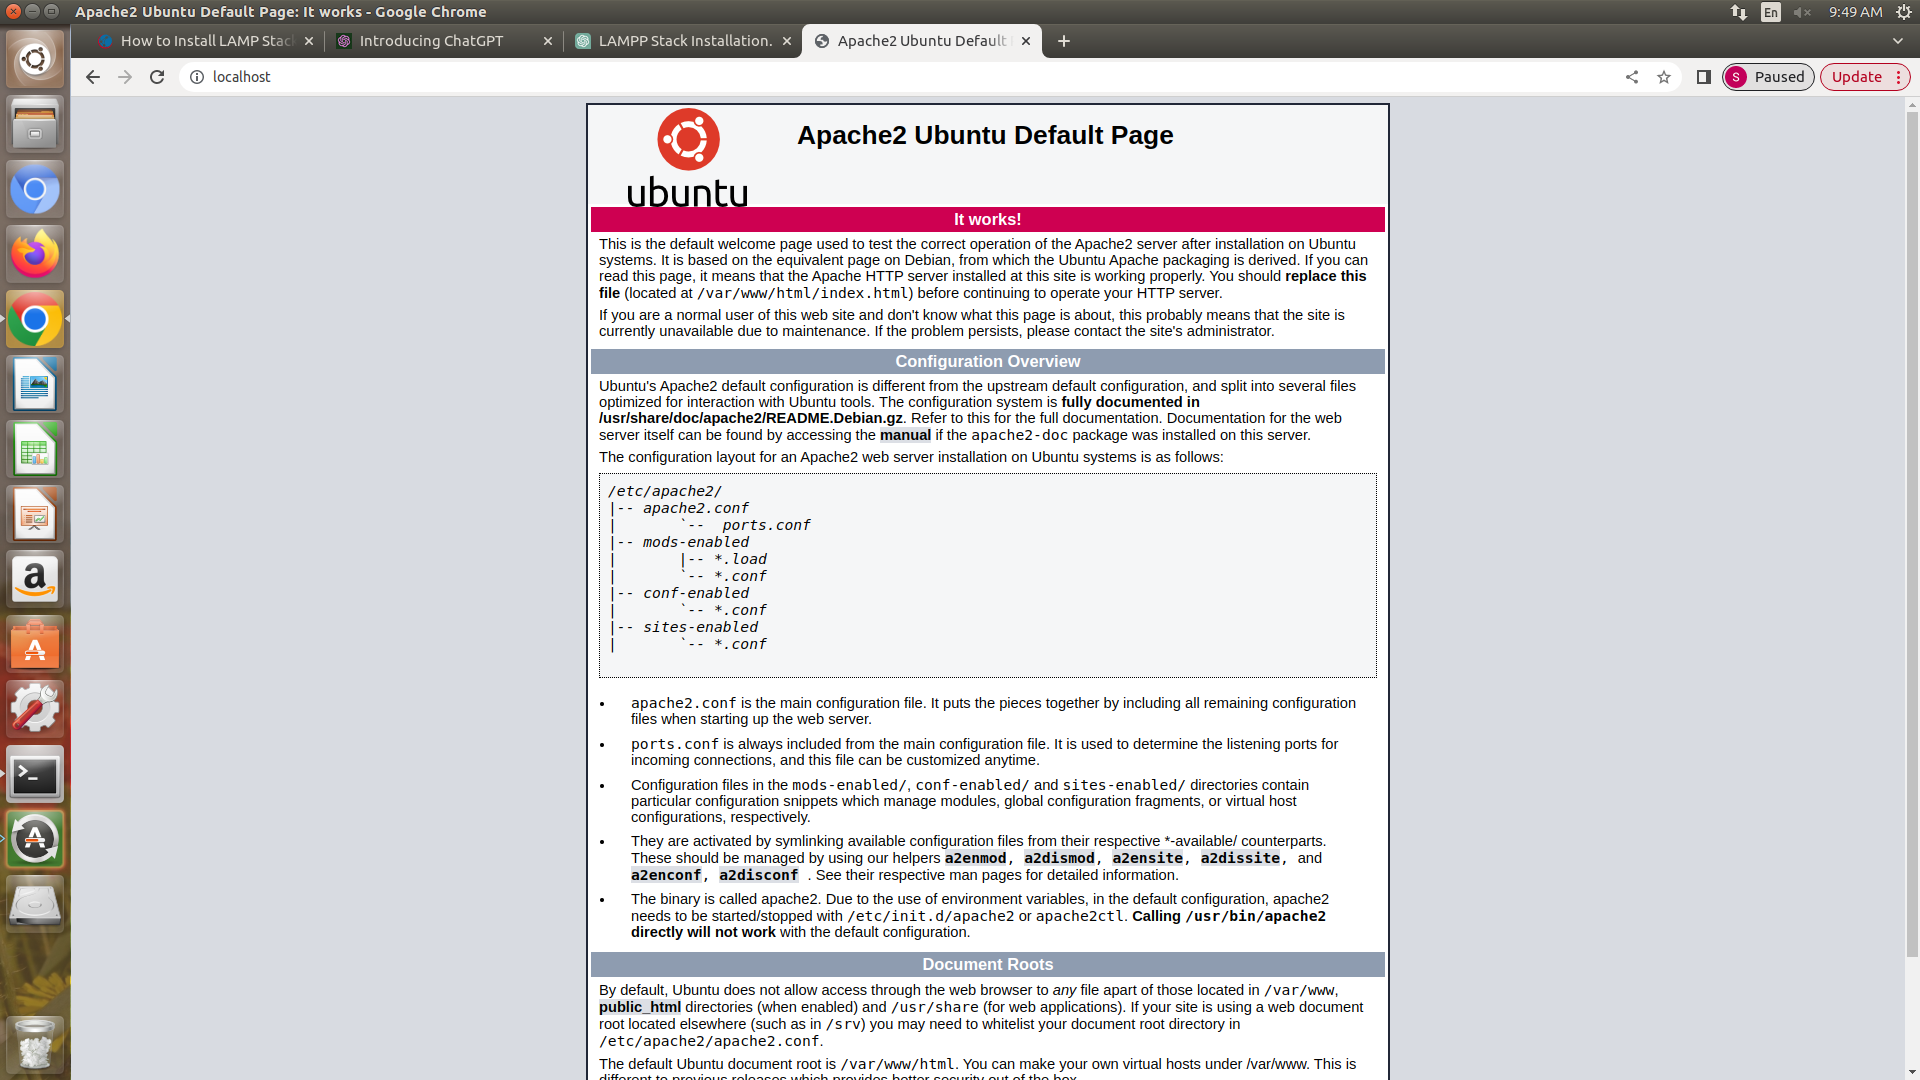 Apache2 Ubuntu Default Page: It works - Google Chrome
En
9:49 AM
How to Install LAMP Stac
Introducing ChatGPT
LAMPP Stack Installation.
Apache2 Ubuntu Default
localhost
S
Paused
Update
ubuntu
Apache2 Ubuntu Default Page
It works!
This is the default welcome page used to test the correct operation of the Apache2 server after installation on Ubuntu
systems. It is based on the equivalent page on Debian, from which the Ubuntu Apache packaging is derived. If you can
read this page, it means that the Apache HTTP server installed at this site is working properly. You should replace this
file (located at /var/www/html/index.html) before continuing to operate your HTTP server.
If you are a normal user of this web site and don't know what this page is about, this probably means that the site is
currently unavailable due to maintenance. If the problem persists, please contact the site's administrator.
Configuration Overview
Ubuntu's Apache2 default configuration is different from the upstream default configuration, and split into several files
optimized for interaction with Ubuntu tools. The configuration system is fully documented in
/usr/share/doc/apache2/README.Debian.gz. Refer to this for the full documentation. Documentation for the web
server itself can be found by accessing the manual if the apache2-doc package was installed on this server.
The configuration layout for an Apache2 web server installation on Ubuntu systems is as follows:
/etc/apache2/
|-- apache2.conf
|       `--  ports.conf
|-- mods-enabled
|       |-- *.load
|       `-- *.conf
|-- conf-enabled
|       `-- *.conf
|-- sites-enabled
|       `-- *.conf
• apache2.conf is the main configuration file. It puts the pieces together by including all remaining configuration
files when starting up the web server.
• ports.conf is always included from the main configuration file. It is used to determine the listening ports for
incoming connections, and this file can be customized anytime.
• Configuration files in the mods-enabled/, conf-enabled/ and sites-enabled/ directories contain
particular configuration snippets which manage modules, global configuration fragments, or virtual host
configurations, respectively.
• They are activated by symlinking available configuration files from their respective *-available/ counterparts.
These should be managed by using our helpers a2enmod, a2dismod, a2ensite, a2dissite, and
a2enconf, a2disconf . See their respective man pages for detailed information.
• The binary is called apache2. Due to the use of environment variables, in the default configuration, apache2
needs to be started/stopped with /etc/init.d/apache2 or apache2ctl. Calling /usr/bin/apache2
directly will not work with the default configuration.
Document Roots
By default, Ubuntu does not allow access through the web browser to any file apart of those located in /var/www,
public_html directories (when enabled) and /usr/share (for web applications). If your site is using a web document
root located elsewhere (such as in /srv) you may need to whitelist your document root directory in
/etc/apache2/apache2.conf.
The default Ubuntu document root is /var/www/html. You can make your own virtual hosts under /var/www. This is
different to previous releases which provides better security out of the box.